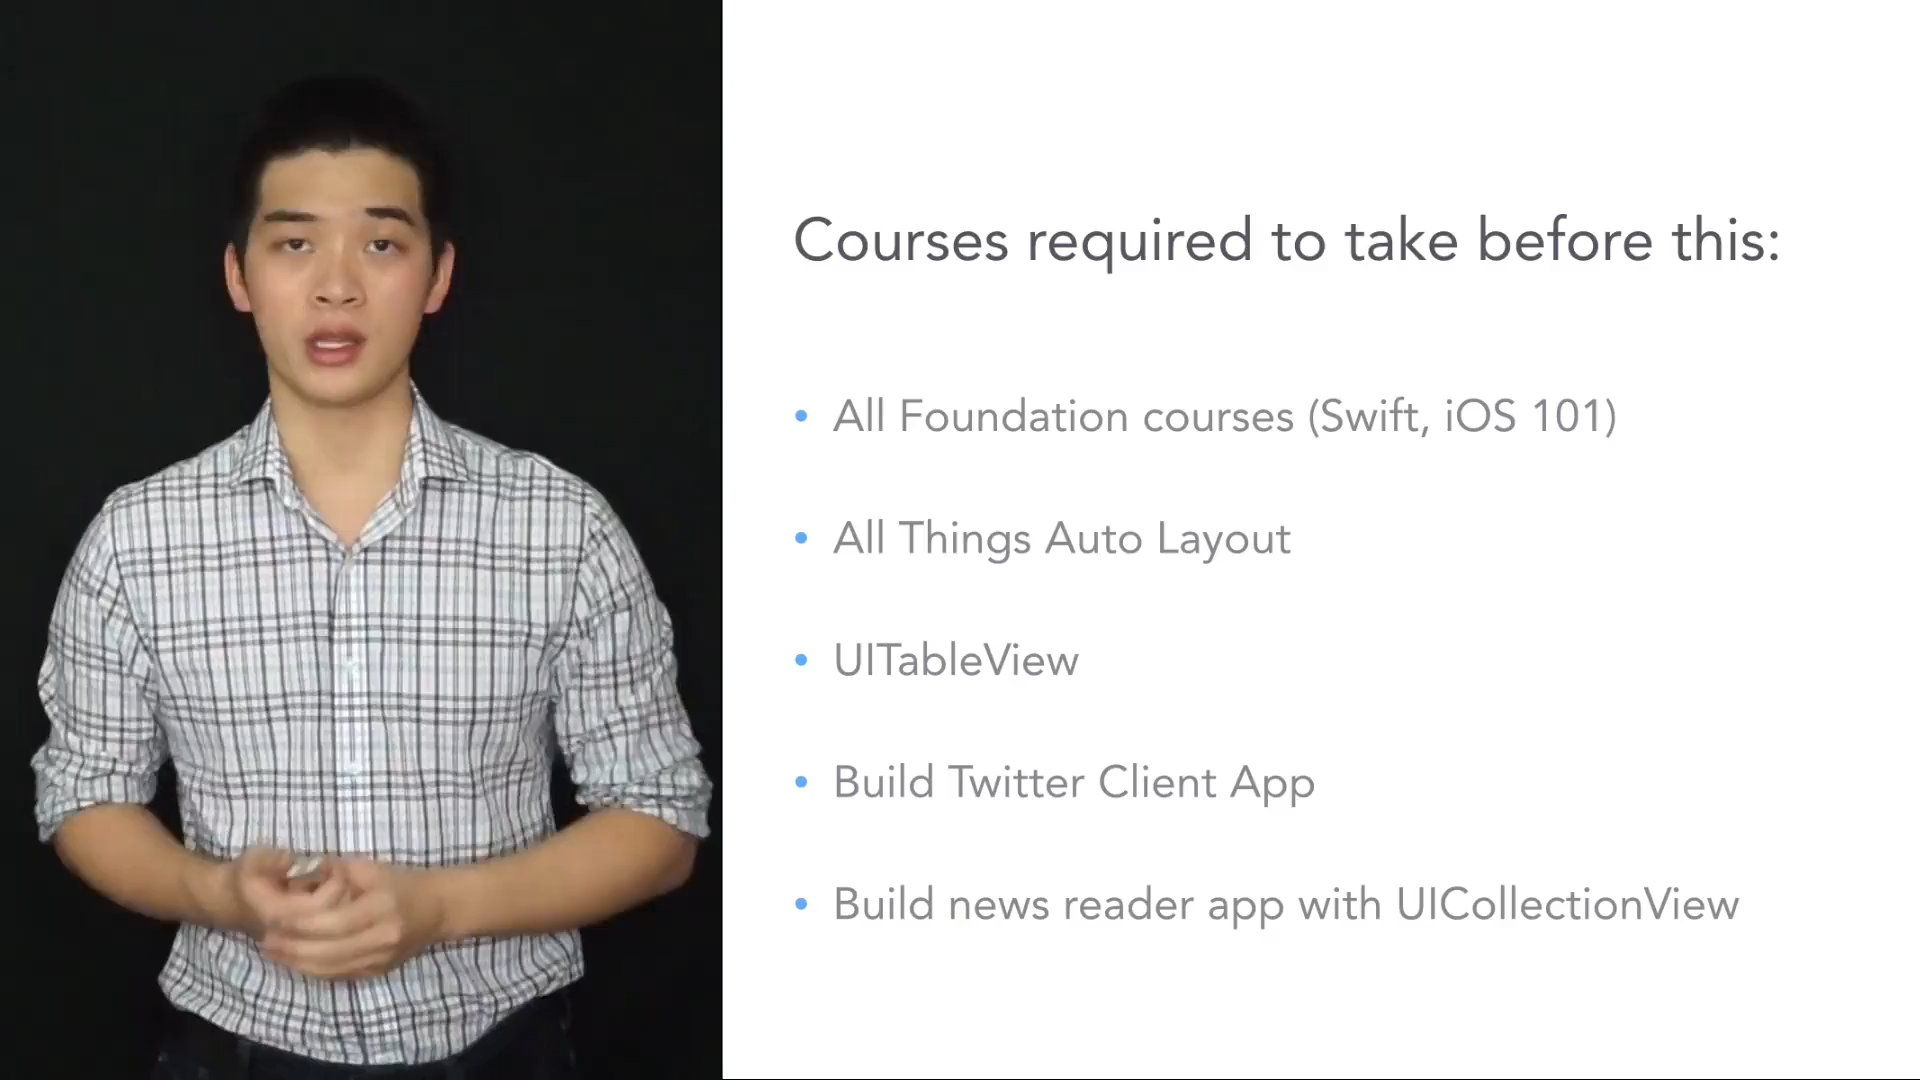 Courses required to take before this:
• All Foundation courses (Swift, iOS 101)
• All Things Auto Layout
• UITableView
• Build Twitter Client App
• Build news reader app with UICollectionView